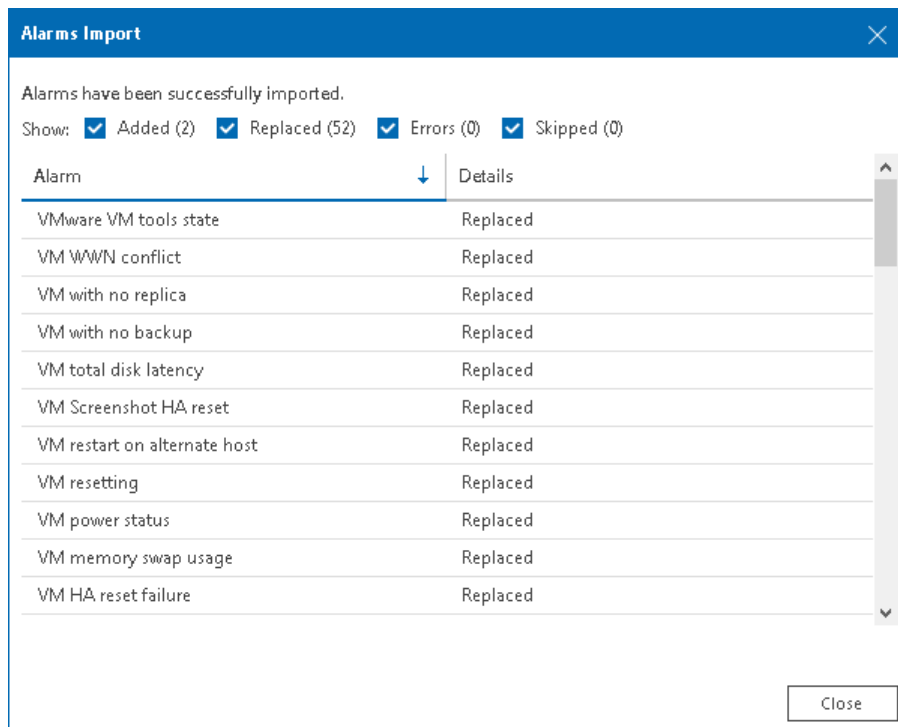 Alarms Import
Alarms have been successfully imported.
Show: Added (2) Replaced (52) Errors (0) Skipped (0)
Alarm Details
VMware VM tools state Replaced
VM WWN conflict Replaced
VM with no replica Replaced
VM with no backup Replaced
VM total disk latency Replaced
VM Screenshot HA reset Replaced
VM restart on alternate host Replaced
VM resetting Replaced
VM power status Replaced
VM memory swap usage Replaced
VM HA reset failure Replaced
Close